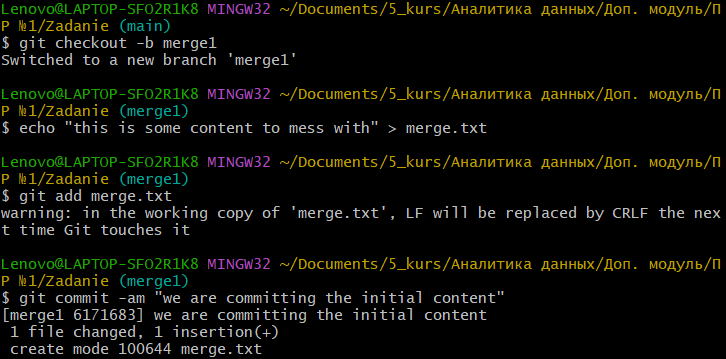 Lenovo@LAPTOP-SFO2R1K8 MINGW32 ~/Documents/5_kurs/Аналитика данных/Доп. модуль/П
Р №1/Zadanie (main)
$ git checkout -b merge1
Switched to a new branch 'merge1'
Lenovo@LAPTOP-SFO2R1K8 MINGW32 ~/Documents/5_kurs/Аналитика данных/Доп. модуль/П
Р №1/Zadanie (merge1)
$ echo "this is some content to mess with" > merge.txt
Lenovo@LAPTOP-SFO2R1K8 MINGW32 ~/Documents/5_kurs/Аналитика данных/Доп. модуль/П
Р №1/Zadanie (merge1)
$ git add merge.txt
warning: in the working copy of 'merge.txt', LF will be replaced by CRLF the nex
t time Git touches it
Lenovo@LAPTOP-SFO2R1K8 MINGW32 ~/Documents/5_kurs/Аналитика данных/Доп. модуль/П
Р №1/Zadanie (merge1)
$ git commit -am "we are committing the initial content"
[merge1 6171683] we are committing the initial content
 1 file changed, 1 insertion(+)
 create mode 100644 merge.txt